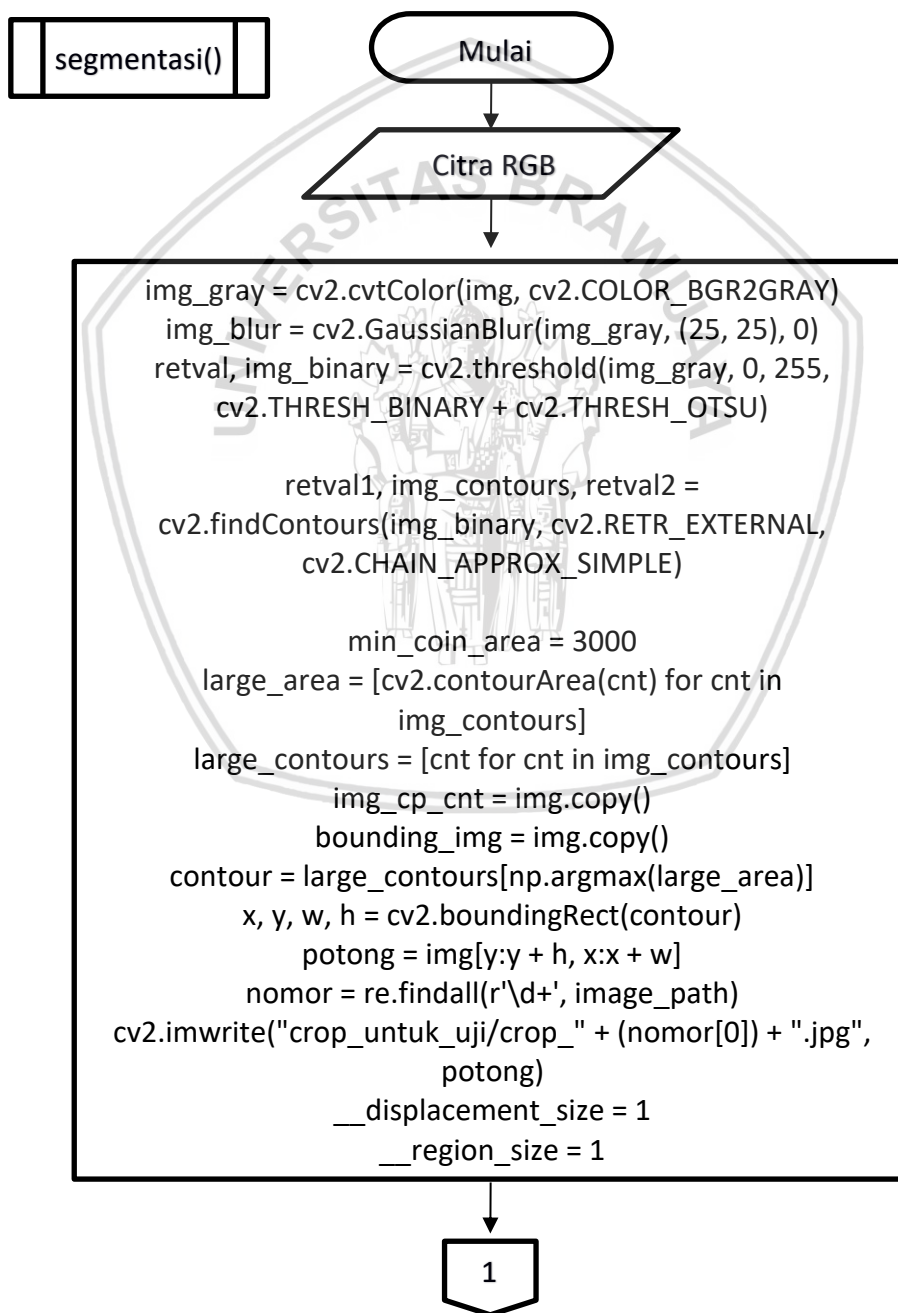 segmentasi()
Mulai
Citra RGB
UNIVERSITAS BRAWIJAYA
img_gray = cv2.cvtColor(img, cv2.COLOR_BGR2GRAY)
img_blur = cv2.GaussianBlur(img_gray, (25, 25), 0)
retval, img_binary = cv2.threshold(img_gray, 0, 255,
cv2.THRESH_BINARY + cv2.THRESH_OTSU)
retval1, img_contours, retval2 =
cv2.findContours(img_binary, cv2.RETR_EXTERNAL,
cv2.CHAIN_APPROX_SIMPLE)
min_coin_area = 3000
large_area = [cv2.contourArea(cnt) for cnt in
img_contours]
large_contours = [cnt for cnt in img_contours]
img_cp_cnt = img.copy()
bounding_img = img.copy()
contour = large_contours[np.argmax(large_area)]
x, y, w, h = cv2.boundingRect(contour)
potong = img[y:y + h, x:x + w]
nomor = re.findall(r'\d+', image_path)
cv2.imwrite("crop_untuk_uji/crop_" + (nomor[0]) + ".jpg",
potong)
__displacement_size = 1
__region_size = 1
1